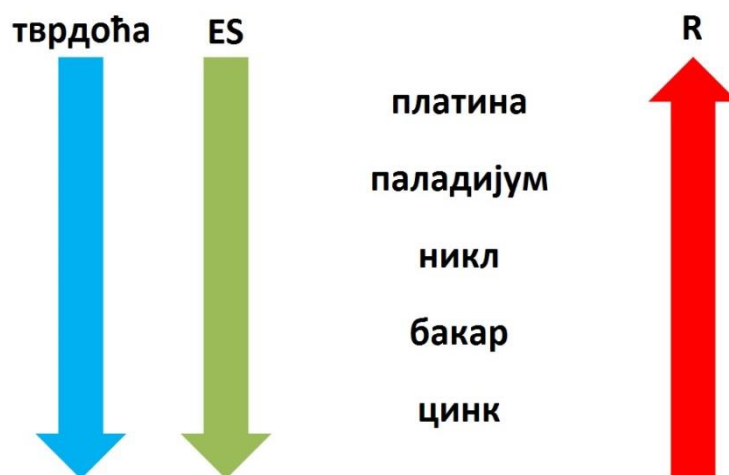 тврдоћа ES R
платина
паладијум
никл
бакар
цинк